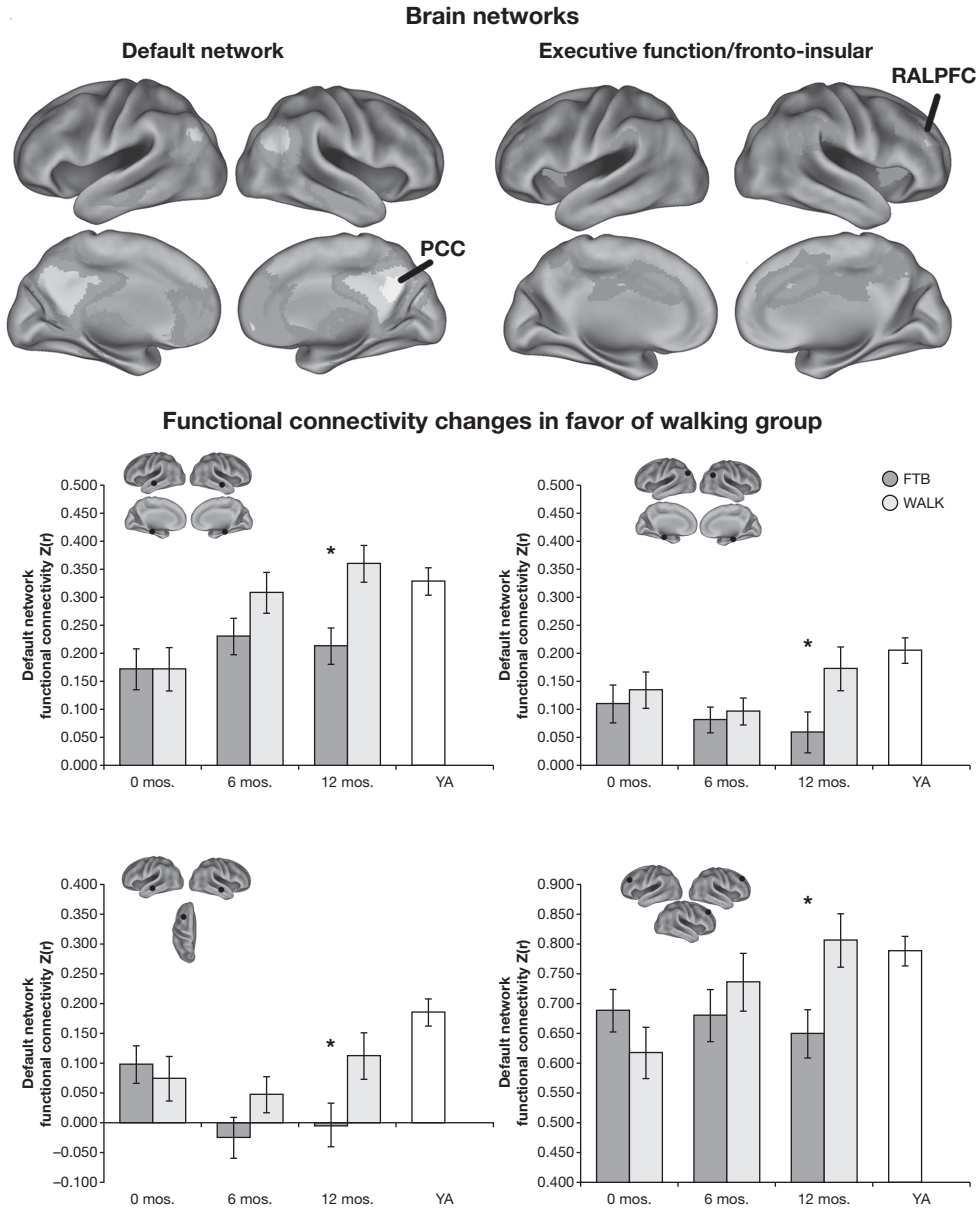 Brain networks
Default network
Executive function/fronto-insular
RALPFC
PCC
Functional connectivity changes in favor of walking group
Default network
functional connectivity Z(r)
0.500
0.450
0.400
0.350
0.300
0.250
0.200
0.150
0.100
0.050
0.000
*
0 mos.
6 mos.
12 mos.
YA
Default network
functional connectivity Z(r)
0.500
0.450
0.400
0.350
0.300
0.250
0.200
0.150
0.100
0.050
0.000
*
0 mos.
6 mos.
12 mos.
YA
FTB
WALK
Default network
functional connectivity Z(r)
0.400
0.350
0.300
0.250
0.200
0.150
0.100
0.050
0.000
–0.050
–0.100
*
0 mos.
6 mos.
12 mos.
YA
Default network
functional connectivity Z(r)
0.900
0.850
0.800
0.750
0.700
0.650
0.600
0.550
0.500
0.450
0.400
*
0 mos.
6 mos.
12 mos.
YA